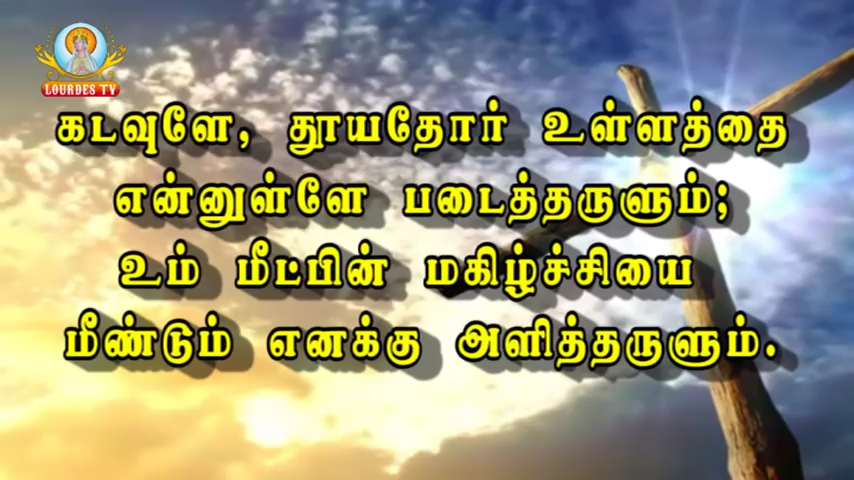 LOURDES TV
கடவுளே, தூயதோர் உள்ளத்தை
என்னுள்ளே படைத்தருளும்;
உம் மீட்பின் மகிழ்ச்சியை
மீண்டும் எனக்கு அளித்தருளும்.